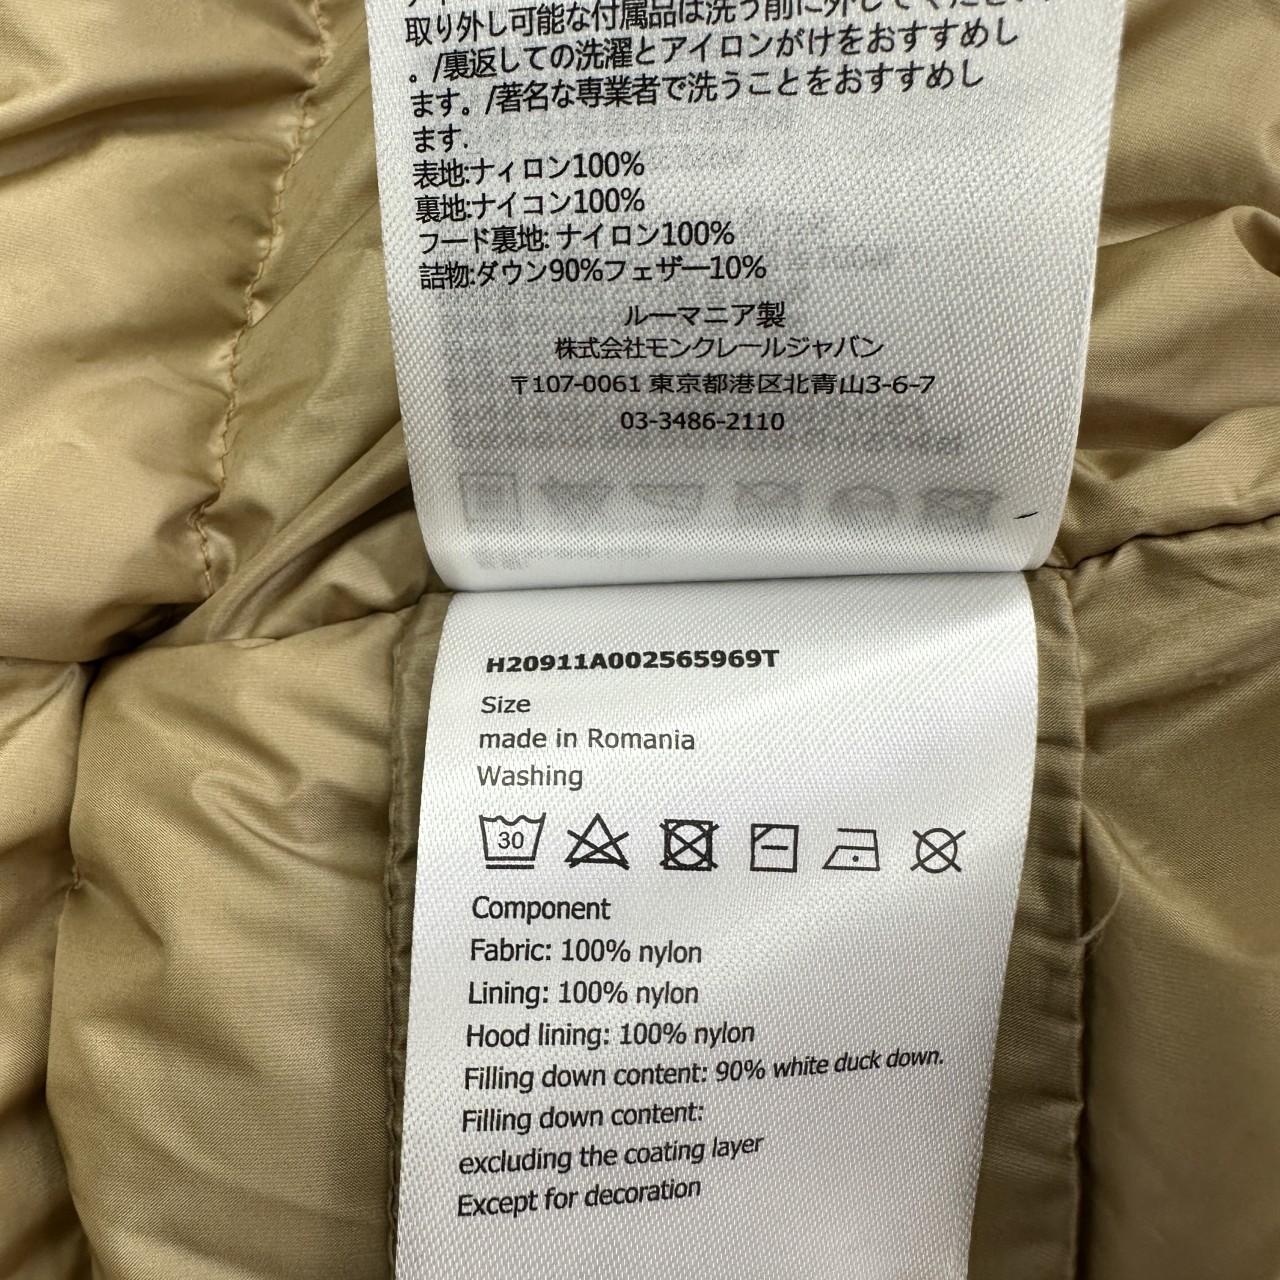 取り外し可能な付属品は洗う前に外してください
。/裏返しての洗濯とアイロンがけをおすすめし
ます。/著名な専業者で洗うことをおすすめし
ます.
表地:ナィロン100%
裏地:ナイコン100%
フード裏地: ナイロン100%
詰物:ダウン90%フェザー10%
ルーマニア製
株式会社モンクレールジャパン
〒107-0061 東京都港区北青山3-6-7
03-3486-2110
H20911A002565969T
Size
made in Romania
Washing
30
Component
Fabric: 100% nylon
Lining: 100% nylon
Hood lining: 100% nylon
Filling down content: 90% white duck down.
Filling down content:
excluding the coating layer
Except for decoration